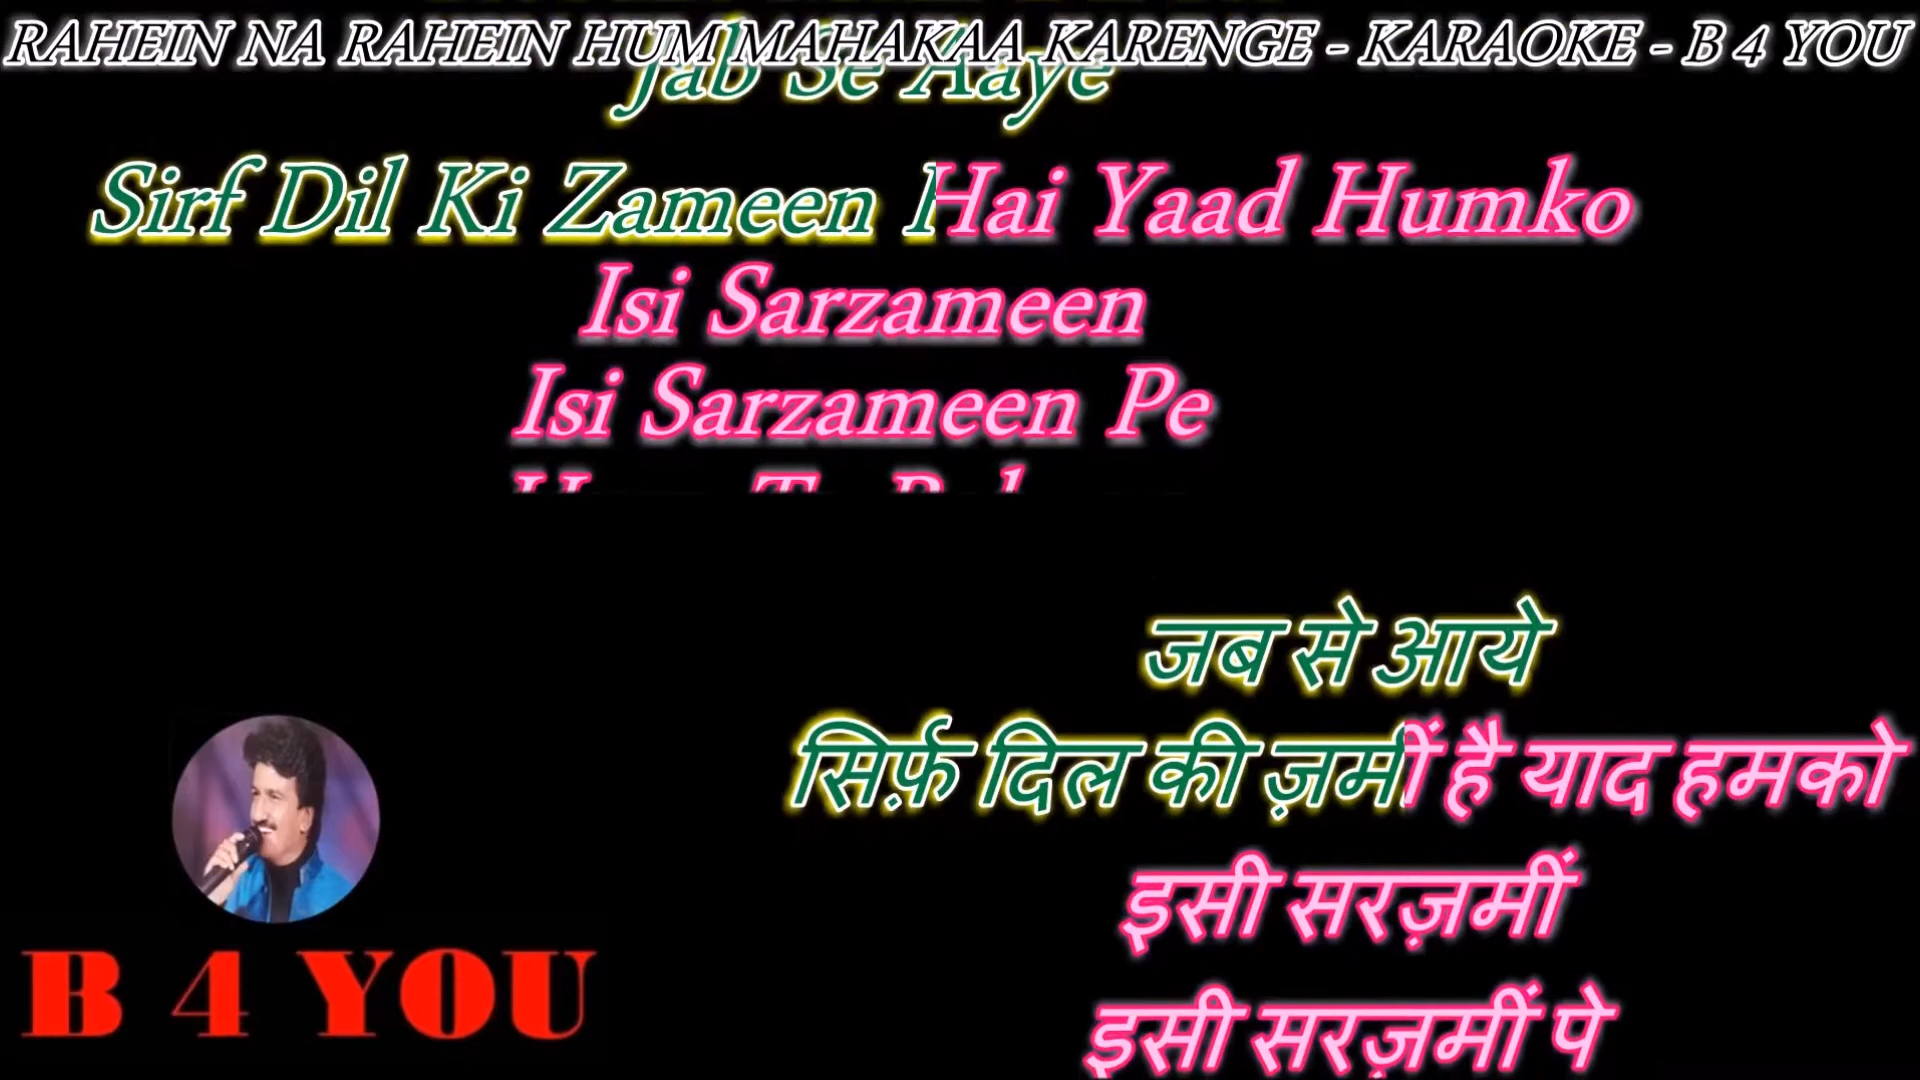 RAHEIN NA RAHEIN HUM MAHAKAA KARENGE - KARAOKE - B 4 YOU
Jab Se Aaye
Sirf Dil Ki Zameen Hai Yaad Humko
Isi Sarzameen
Isi Sarzameen Pe
जब से आये
सिर्फ़ दिल की ज़मीं है याद हमको
इसी सरज़मीं
इसी सरज़मीं पे
B 4 YOU